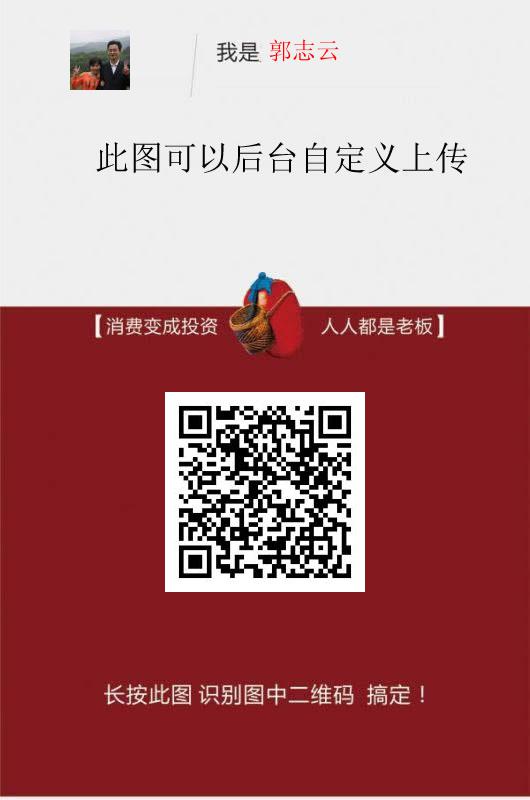 我是 郭志云
此图可以后台自定义上传
【消费变成投资 人人都是老板】
长按此图 识别图中二维码 搞定！